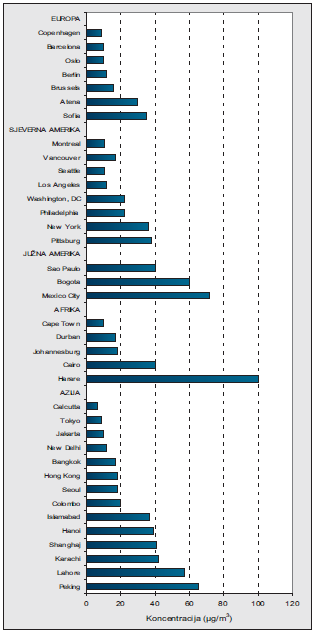 EUROPA
Copenhagen
Barcelona
Oslo
Berlin
Brussels
Atena
Sofia
SJEVERNA AMERIKA
Montreal
Vancouver
Seattle
Los Angeles
Washington, DC
Philadelphia
New York
Pittsburg
JUŽNA AMERIKA
Sao Paulo
Bogota
Mexico City
AFRIKA
Cape Town
Durban
Johannesburg
Cairo
Harare
AZIJA
Calcutta
Tokyo
Jakarta
New Delhi
Bangkok
Hong Kong
Seoul
Colombo
Islamabad
Hanoi
Shanghaj
Karachi
Lahore
Peking
0 20 40 60 80 100 120
Koncentracija (µg/m³)